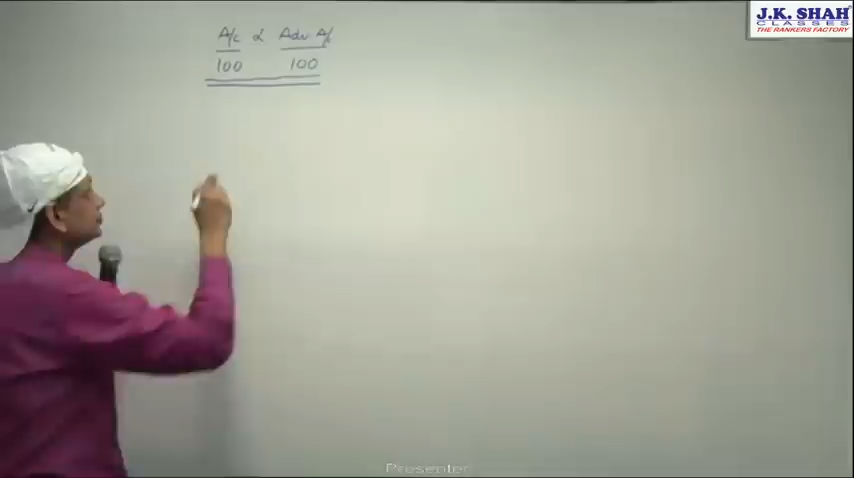 J.K. SHAH
CLASSES
THE RANKERS FACTORY
A/c & Adv A/c
100 100
Presenter